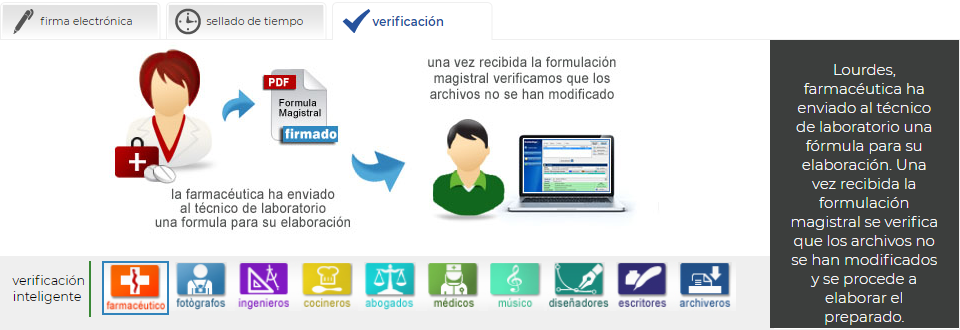 firma electrónica
sellado de tiempo
verificación
PDF
Formula
Magistral
firmado
la farmacéutica ha enviado
al técnico de laboratorio
una formula para su elaboración
una vez recibida la formulación
magistral verificamos que los
archivos no se han modificado
Lourdes,
farmacéutica ha
enviado al técnico
de laboratorio una
fórmula para su
elaboración. Una
vez recibida la
formulación
magistral se verifica
que los archivos no
se han modificados
y se procede a
elaborar el
preparado.
verificación
inteligente
farmacéutico
fotógrafos
ingenieros
cocineros
abogados
médicos
músico
diseñadores
escritores
archiveros